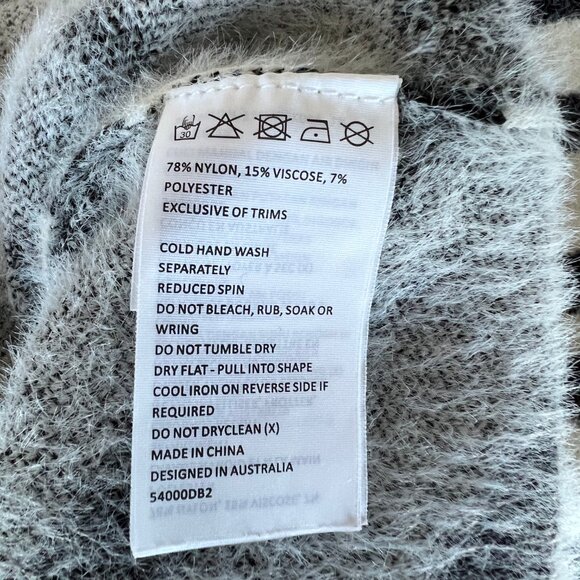 30
78% NYLON, 15% VISCOSE, 7%
POLYESTER
EXCLUSIVE OF TRIMS
COLD HAND WASH
SEPARATELY
REDUCED SPIN
DO NOT BLEACH, RUB, SOAK OR
WRING
DO NOT TUMBLE DRY
DRY FLAT - PULL INTO SHAPE
COOL IRON ON REVERSE SIDE IF
REQUIRED
DO NOT DRYCLEAN (X)
MADE IN CHINA
DESIGNED IN AUSTRALIA
54000DB2